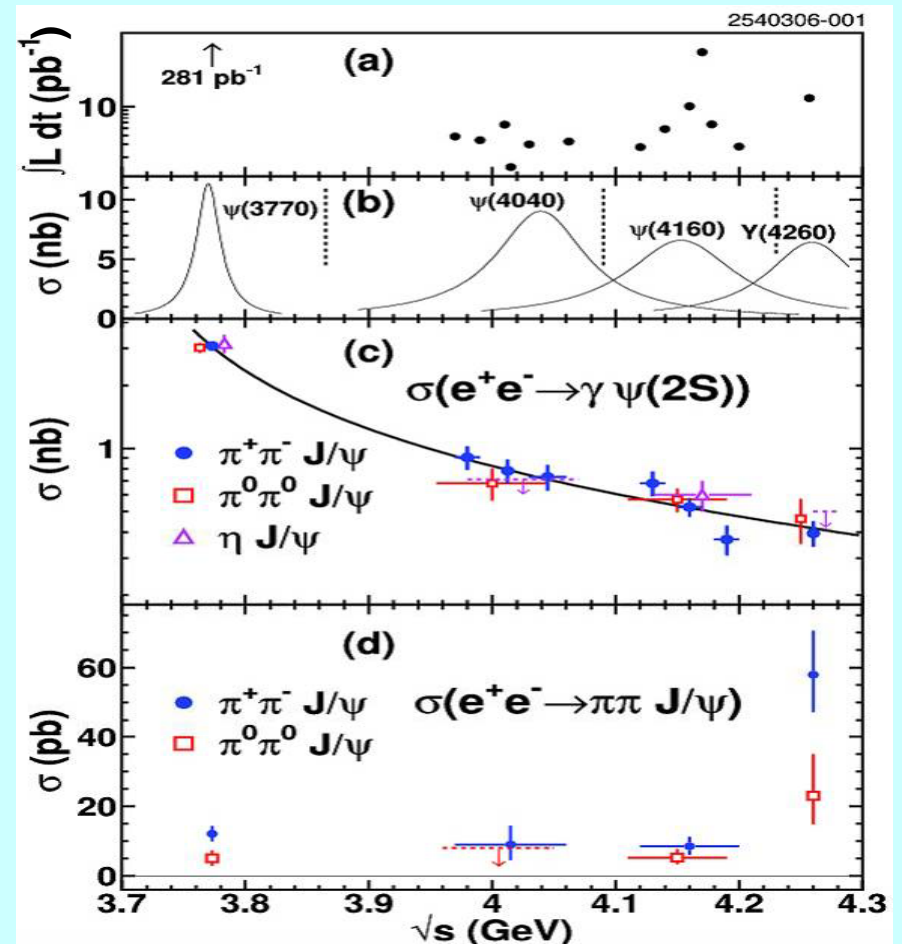 2540306-001
281 pb⁻¹
(a)
∫L dt (pb⁻¹)
10
ψ(3770)
(b)
ψ(4040)
ψ(4160)
Y(4260)
σ (nb)
10
5
0
(c)
σ(e⁺e⁻→γ ψ(2S))
σ (nb)
1
π⁺π⁻ J/ψ
π⁰π⁰ J/ψ
η J/ψ
(d)
σ(e⁺e⁻→ππ J/ψ)
σ(pb)
60
40
20
0
π⁺π⁻ J/ψ
π⁰π⁰ J/ψ
3.7 3.8 3.9 4 4.1 4.2 4.3
√s (GeV)